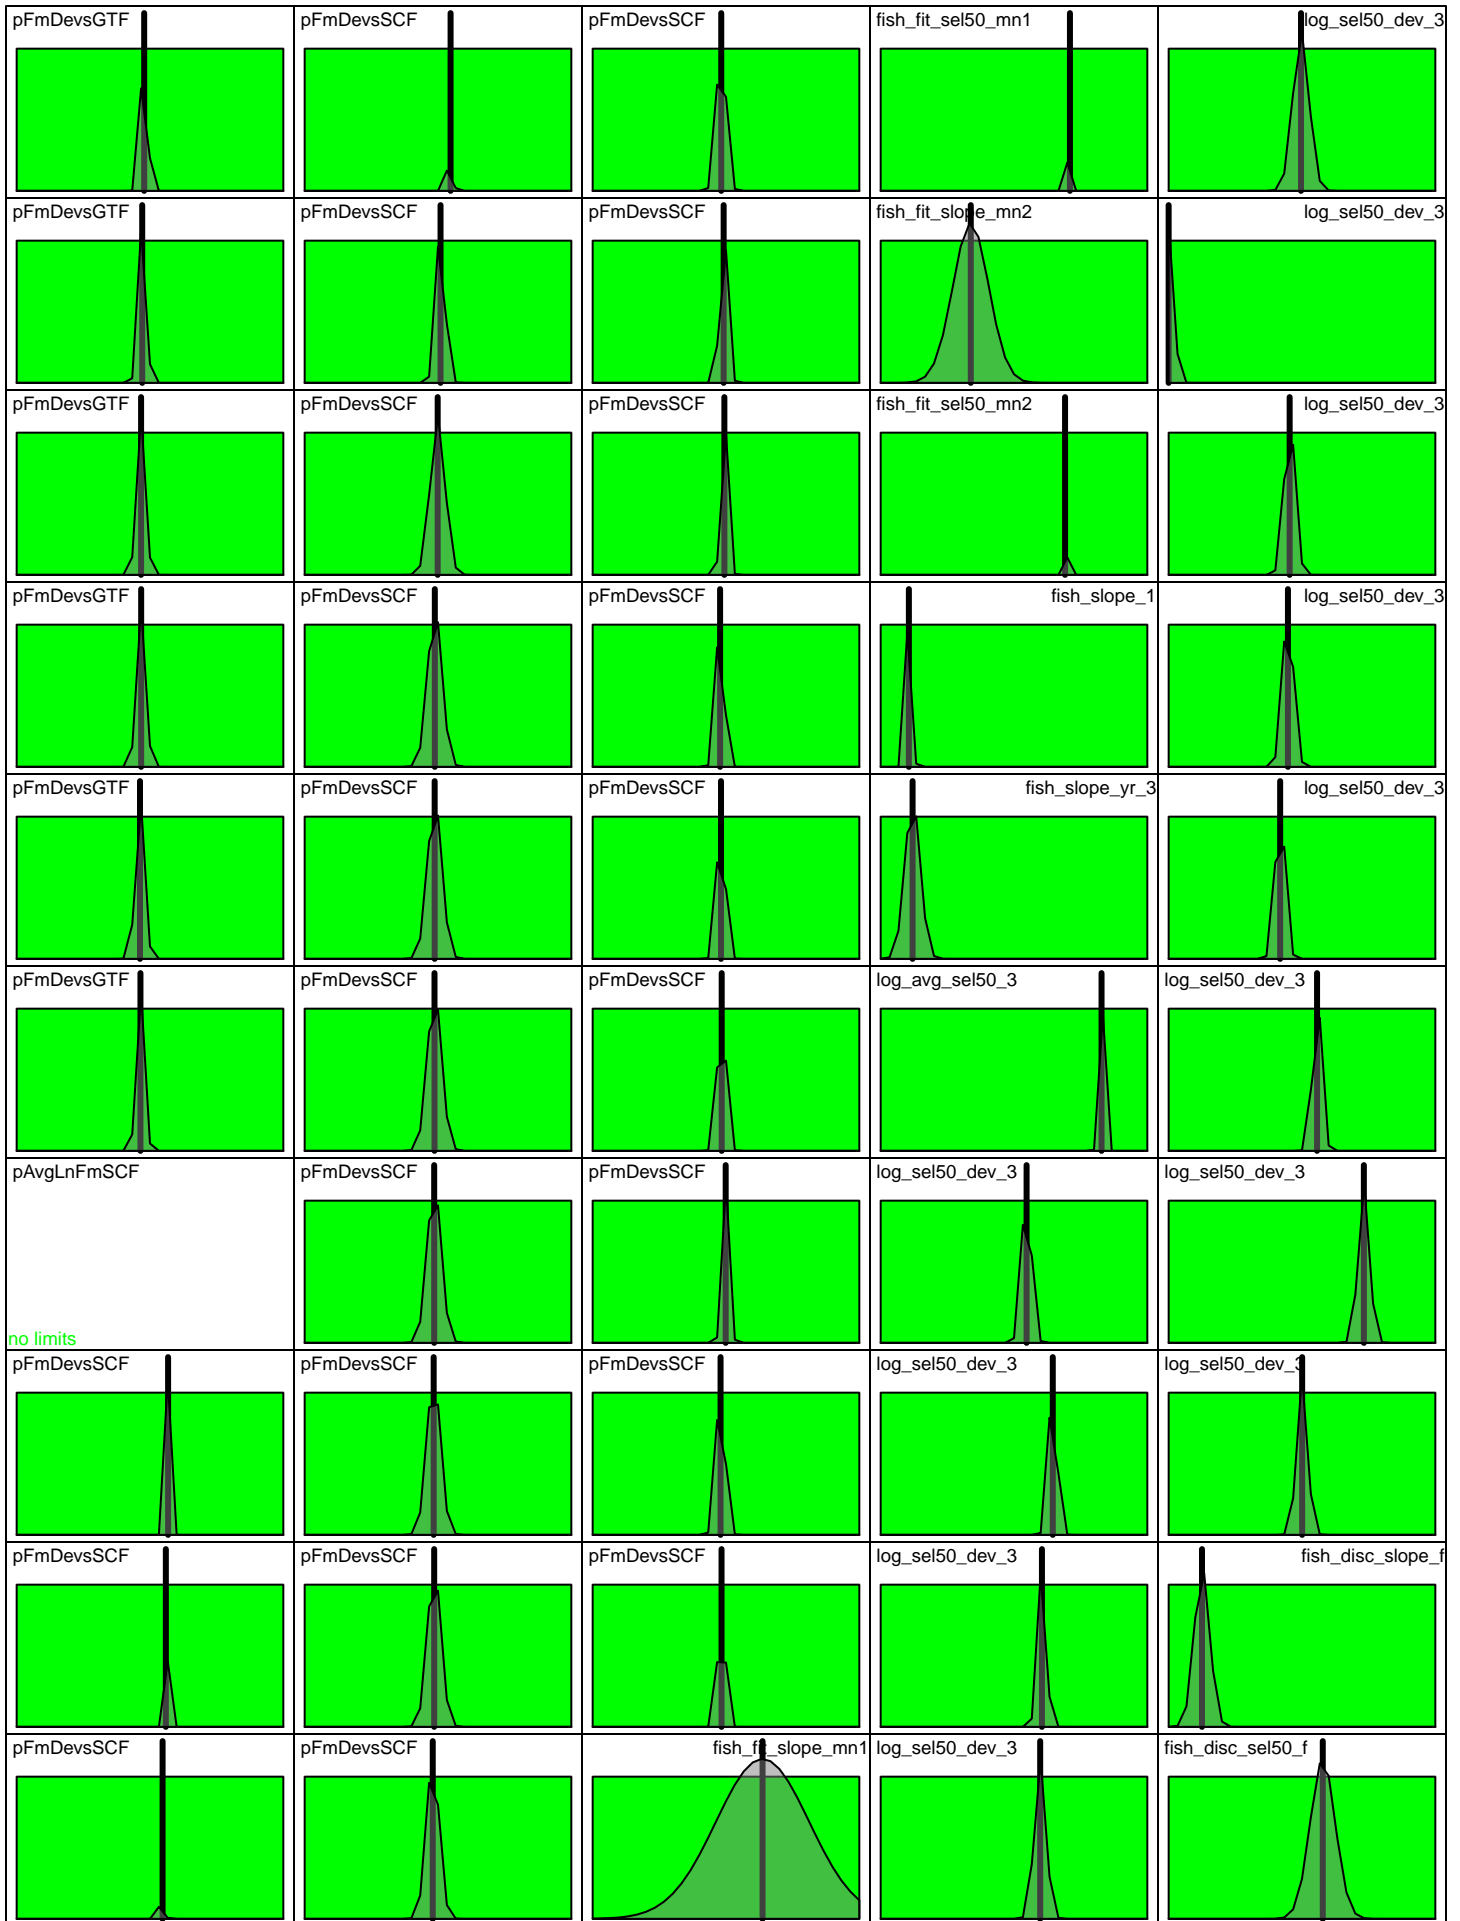 pFmDevsGTF
pFmDevsSCF
pFmDevsSCF
fish_fit_sel50_mn1
log_sel50_dev_3
pFmDevsGTF
pFmDevsSCF
pFmDevsSCF
fish_fit_slope_mn2
log_sel50_dev_3
pFmDevsGTF
pFmDevsSCF
pFmDevsSCF
fish_fit_sel50_mn2
log_sel50_dev_3
pFmDevsGTF
pFmDevsSCF
pFmDevsSCF
fish_slope_1
log_sel50_dev_3
pFmDevsGTF
pFmDevsSCF
pFmDevsSCF
fish_slope_yr_3
log_sel50_dev_3
pFmDevsGTF
pFmDevsSCF
pFmDevsSCF
log_avg_sel50_3
log_sel50_dev_3
pAvgLnFmSCF
no limits
pFmDevsSCF
pFmDevsSCF
log_sel50_dev_3
log_sel50_dev_3
pFmDevsSCF
pFmDevsSCF
pFmDevsSCF
log_sel50_dev_3
log_sel50_dev_3
pFmDevsSCF
pFmDevsSCF
pFmDevsSCF
log_sel50_dev_3
fish_disc_slope_f
pFmDevsSCF
pFmDevsSCF
fish_fit_slope_mn1
log_sel50_dev_3
fish_disc_sel50_f